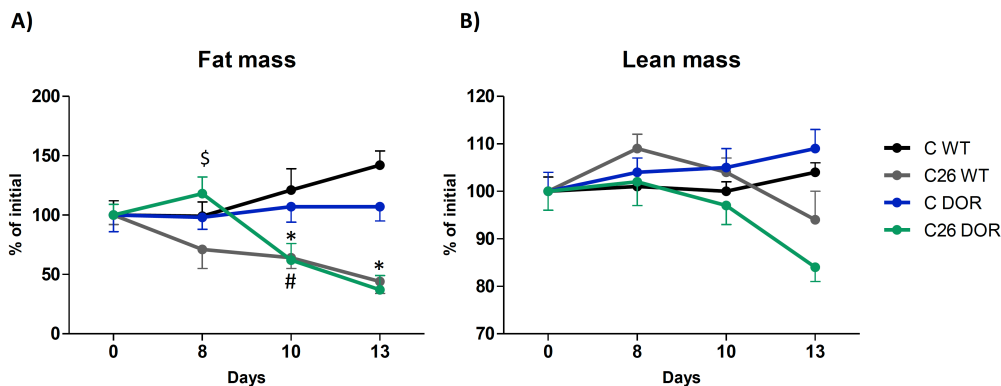 A)
Fat mass
% of initial
200
150
100
50
0
$
*
#
*
0 8 10 13
Days
B)
Lean mass
% of initial
120
110
100
90
80
70
0 8 10 13
Days
C WT
C26 WT
C DOR
C26 DOR